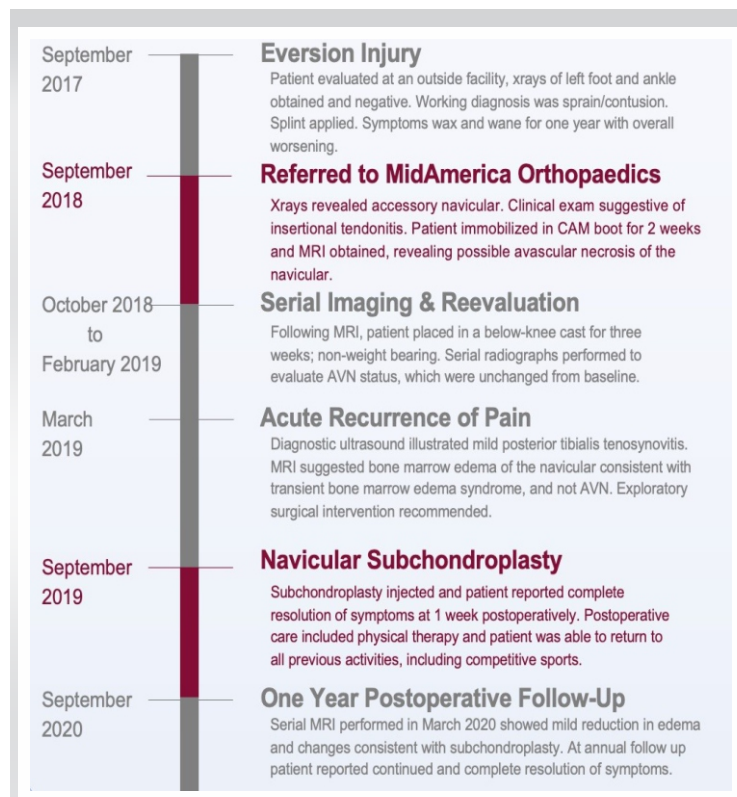 September
2017
Eversion Injury
Patient evaluated at an outside facility, xrays of left foot and ankle
obtained and negative. Working diagnosis was sprain/contusion.
Splint applied. Symptoms wax and wane for one year with overall
worsening.
September
2018
Referred to MidAmerica Orthopaedics
Xrays revealed accessory navicular. Clinical exam suggestive of
insertional tendonitis. Patient immobilized in CAM boot for 2 weeks
and MRI obtained, revealing possible avascular necrosis of the
navicular.
October 2018
to
February 2019
Serial Imaging & Reevaluation
Following MRI, patient placed in a below-knee cast for three
weeks; non-weight bearing. Serial radiographs performed to
evaluate AVN status, which were unchanged from baseline.
March
2019
Acute Recurrence of Pain
Diagnostic ultrasound illustrated mild posterior tibialis tenosynovitis.
MRI suggested bone marrow edema of the navicular consistent with
transient bone marrow edema syndrome, and not AVN. Exploratory
surgical intervention recommended.
September
2019
Navicular Subchondroplasty
Subchondroplasty injected and patient reported complete
resolution of symptoms at 1 week postoperatively. Postoperative
care included physical therapy and patient was able to return to
all previous activities, including competitive sports.
September
2020
One Year Postoperative Follow-Up
Serial MRI performed in March 2020 showed mild reduction in edema
and changes consistent with subchondroplasty. At annual follow up
patient reported continued and complete resolution of symptoms.